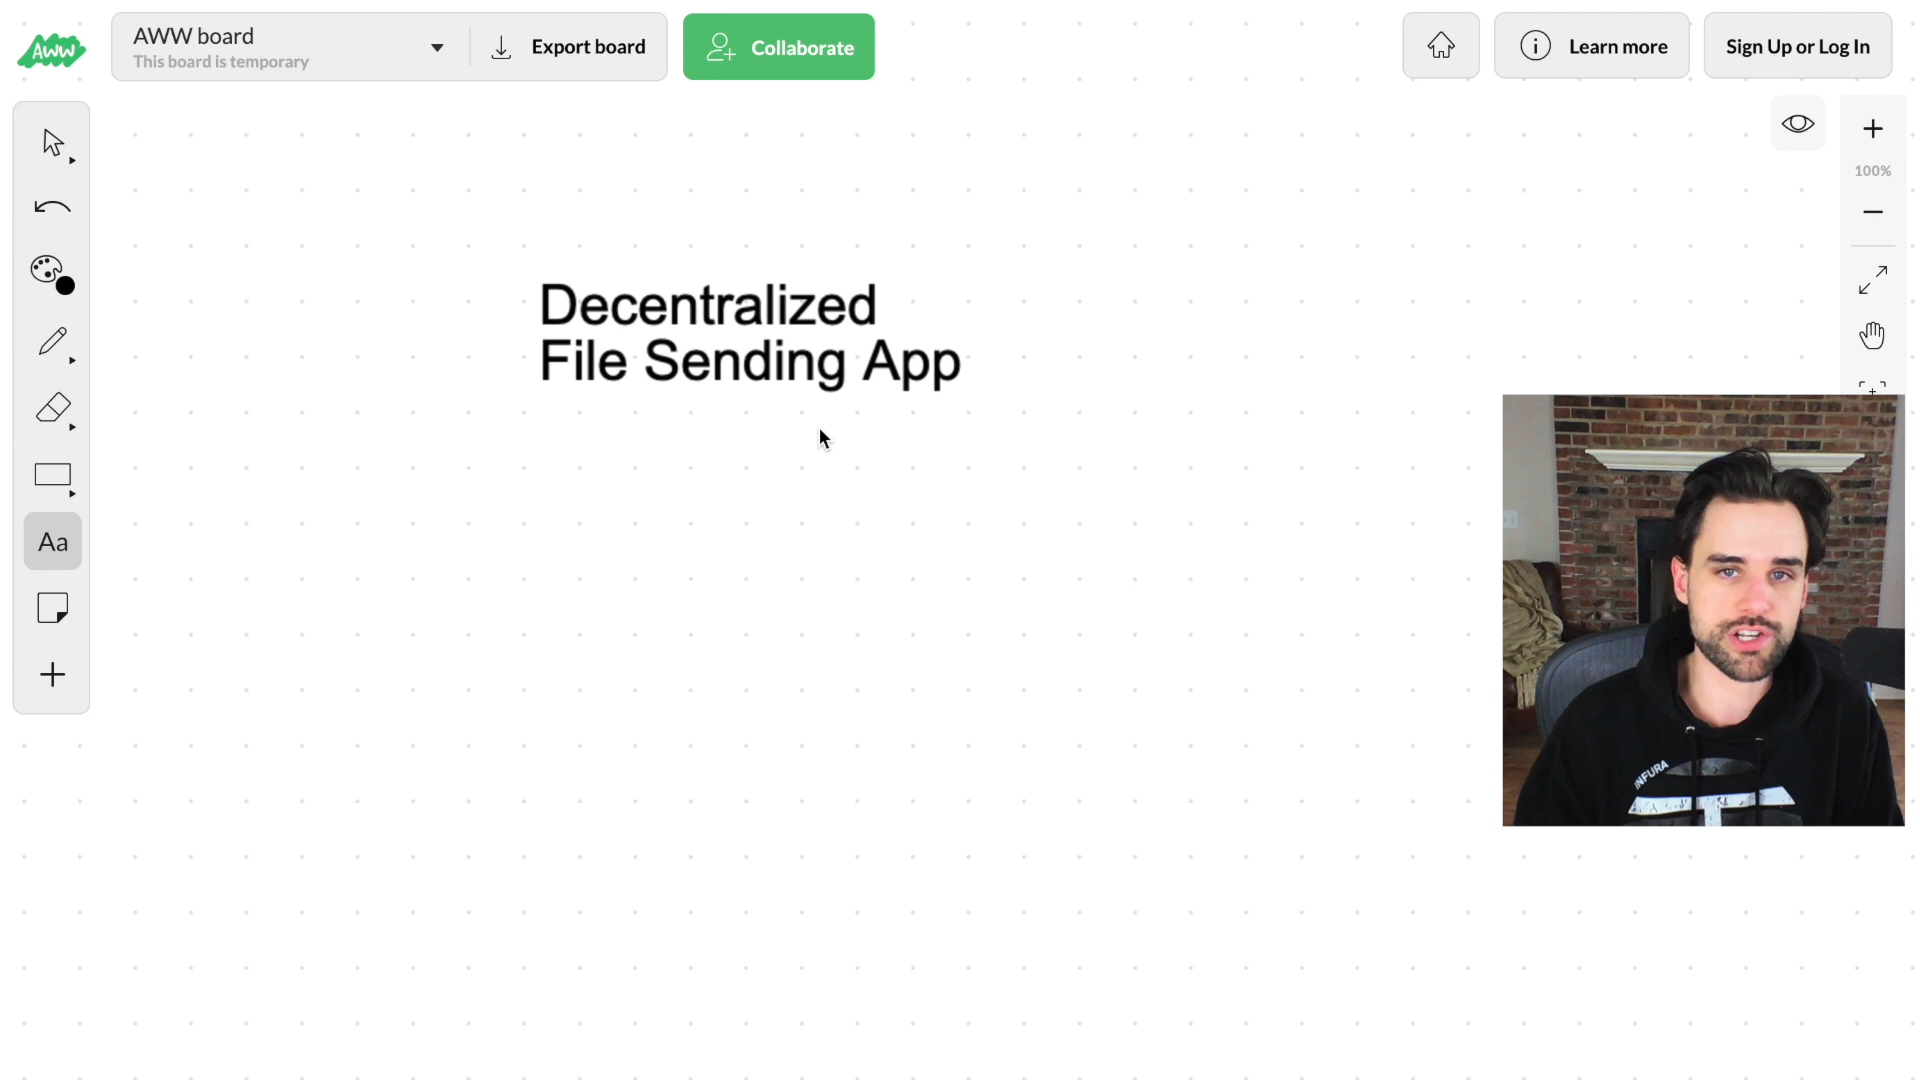 AWW
AWW board
This board is temporary
Export board
Collaborate
Learn more
Sign Up or Log In
100%
Decentralized
File Sending App
Aa
INFURA